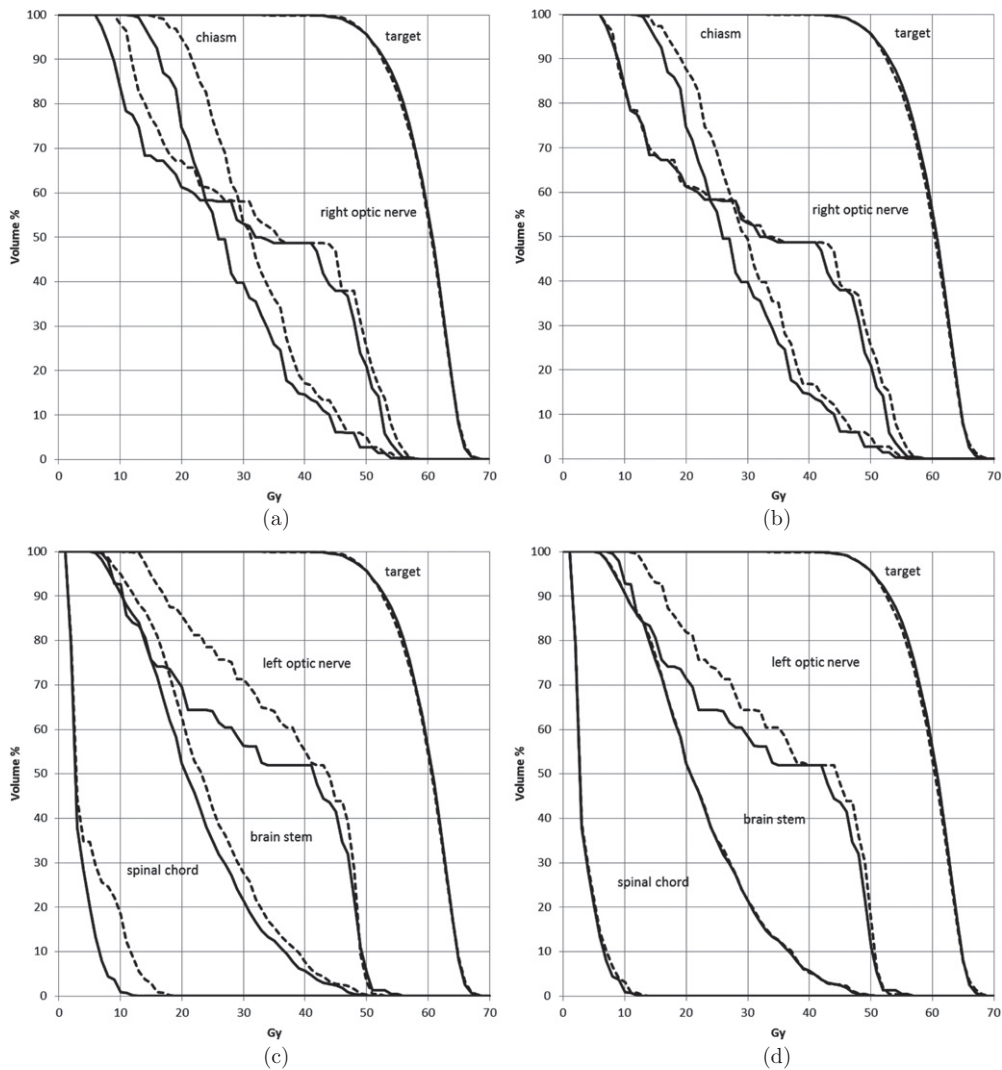 100
90
80
70
60
50
40
30
20
10
0
Volume %
chiasm
target
right optic nerve
0 10 20 30 40 50 60 70
Gy
(a)
100
90
80
70
60
50
40
30
20
10
0
Volume %
chiasm
target
right optic nerve
0 10 20 30 40 50 60 70
Gy
(b)
100
90
80
70
60
50
40
30
20
10
0
Volume %
target
left optic nerve
brain stem
spinal chord
0 10 20 30 40 50 60 70
Gy
(c)
100
90
80
70
60
50
40
30
20
10
0
Volume %
target
left optic nerve
brain stem
spinal chord
0 10 20 30 40 50 60 70
Gy
(d)